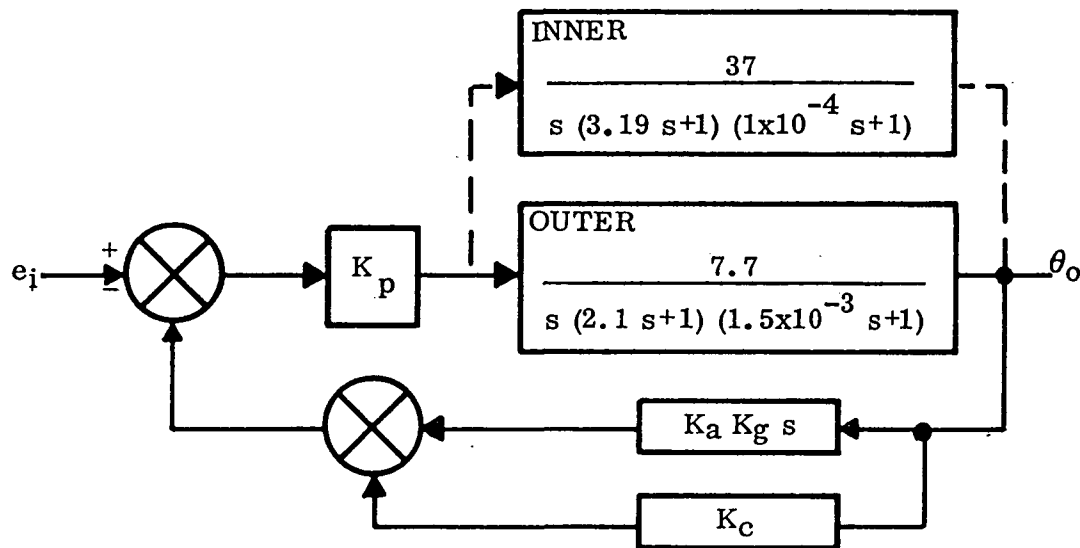 INNER
37
s (3.19 s+1) (1x10⁻⁴ s+1)
OUTER
7.7
s (2.1 s+1) (1.5x10⁻³ s+1)
eᵢ
+
−
K_p
θ_o
K_a K_g s
K_c